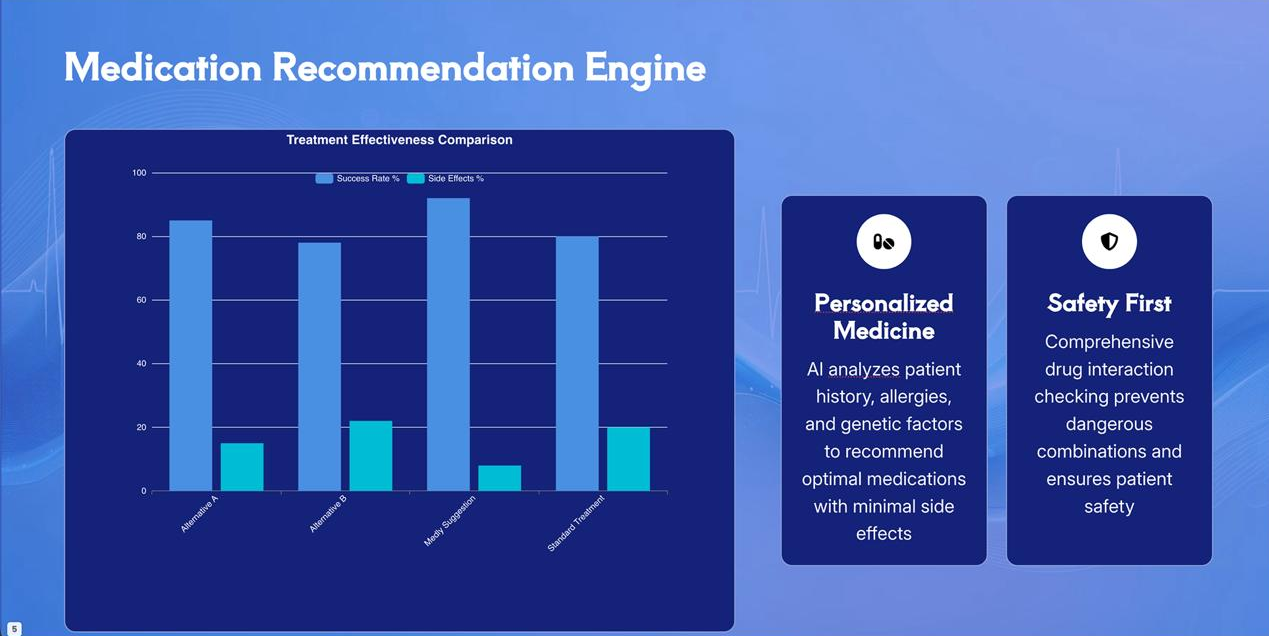 Medication Recommendation Engine
Treatment Effectiveness Comparison
Success Rate %
Side Effects %
100
80
60
40
20
0
Alternative A
Alternative B
Medly Suggestion
Standard Treatment
Personalized
Medicine
AI analyzes patient
history, allergies,
and genetic factors
to recommend
optimal medications
with minimal side
effects
Safety First
Comprehensive
drug interaction
checking prevents
dangerous
combinations and
ensures patient
safety
5